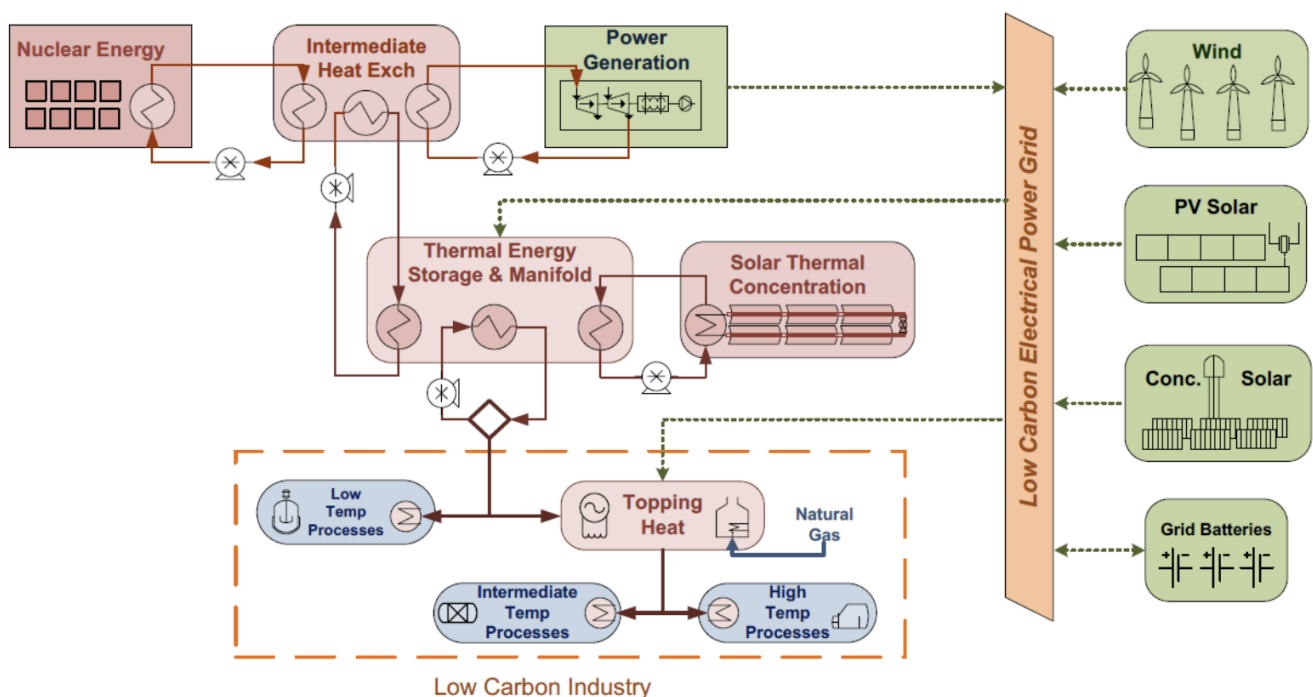 Nuclear Energy
Intermediate
Heat Exch
Power
Generation
Wind
Low Carbon Electrical Power Grid
PV Solar
Thermal Energy
Storage & Manifold
Solar Thermal
Concentration
Conc. Solar
Low
Temp
Processes
Topping
Heat
Natural
Gas
Grid Batteries
Intermediate
Temp
Processes
High
Temp
Processes
Low Carbon Industry